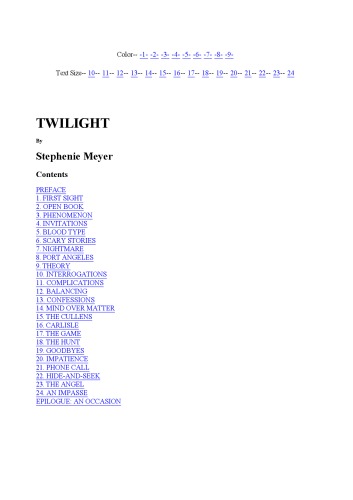 Color-- -1- -2- -3- -4- -5- -6- -7- -8- -9-
Text Size-- 10-- 11-- 12-- 13-- 14-- 15-- 16-- 17-- 18-- 19-- 20-- 21-- 22-- 23-- 24
TWILIGHT
By
Stephenie Meyer
Contents
PREFACE
1. FIRST SIGHT
2. OPEN BOOK
3. PHENOMENON
4. INVITATIONS
5. BLOOD TYPE
6. SCARY STORIES
7. NIGHTMARE
8. PORT ANGELES
9. THEORY
10. INTERROGATIONS
11. COMPLICATIONS
12. BALANCING
13. CONFESSIONS
14. MIND OVER MATTER
15. THE CULLENS
16. CARLISLE
17. THE GAME
18. THE HUNT
19. GOODBYES
20. IMPATIENCE
21. PHONE CALL
22. HIDE-AND-SEEK
23. THE ANGEL
24. AN IMPASSE
EPILOGUE: AN OCCASION